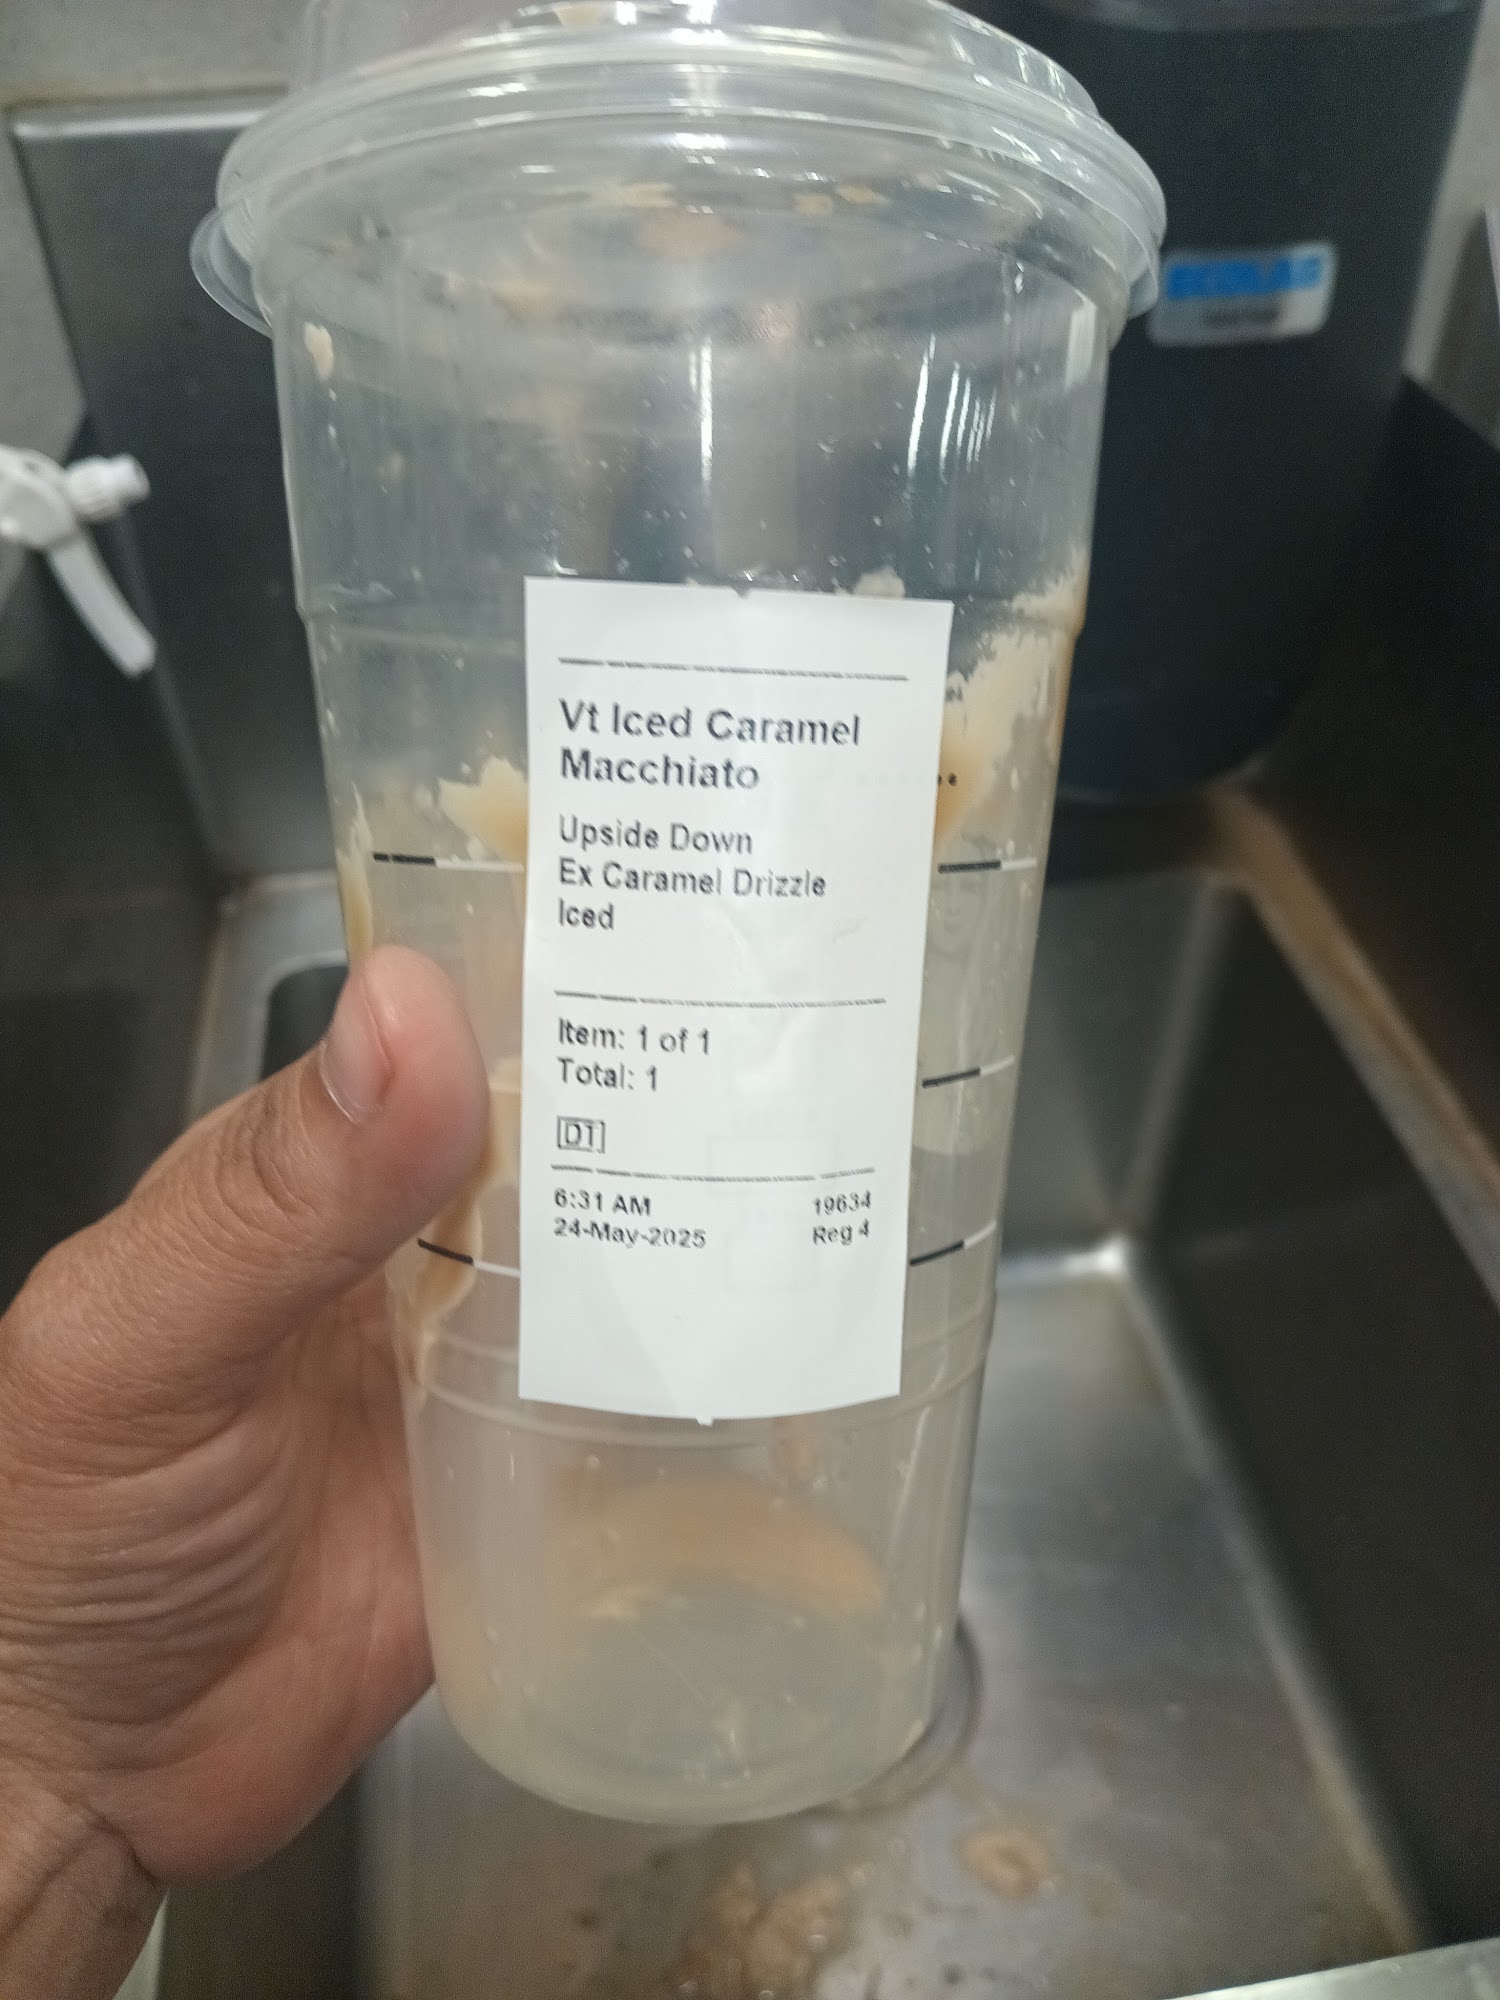 Vt Iced Caramel
Macchiato
Upside Down
Ex Caramel Drizzle
Iced
Item: 1 of 1
Total: 1
DT
6:31 AM 19634
24-May-2025 Reg 4
ECOLAB